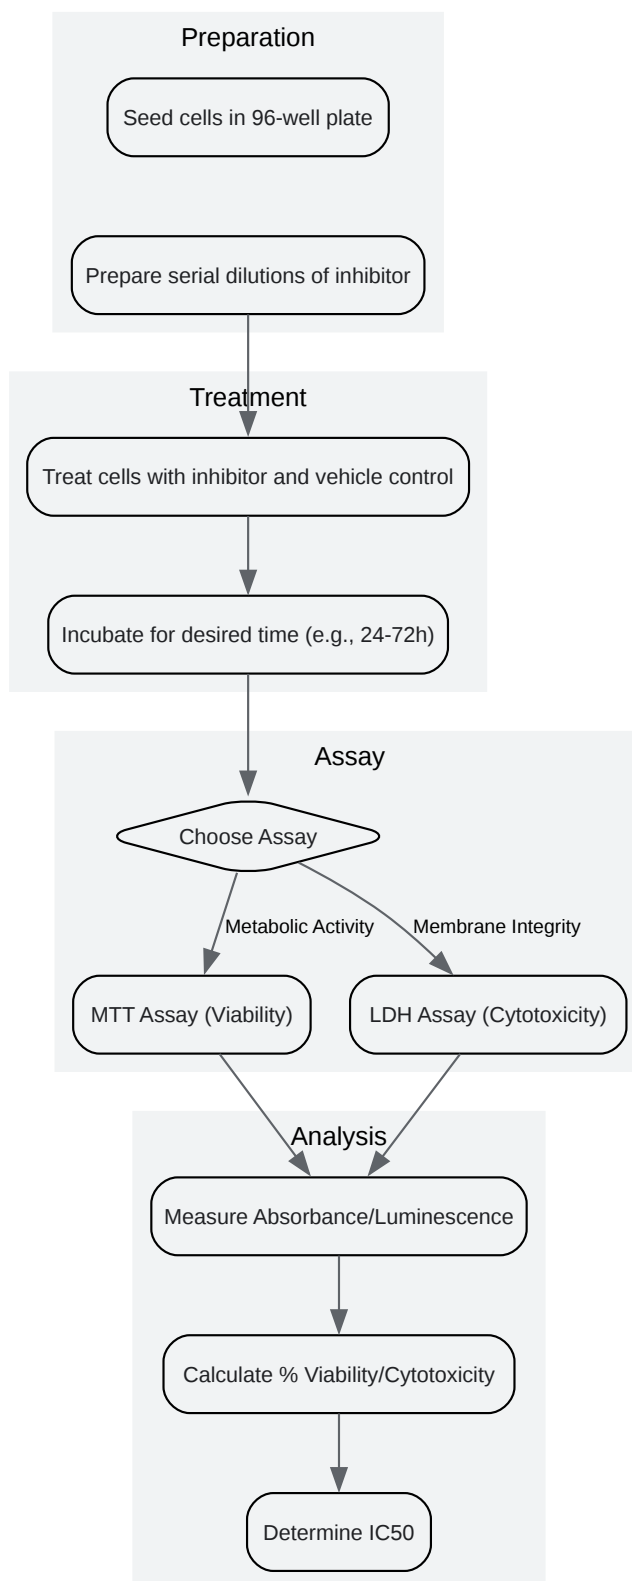 Preparation
Seed cells in 96-well plate
Prepare serial dilutions of inhibitor
Treatment
Treat cells with inhibitor and vehicle control
Incubate for desired time (e.g., 24-72h)
Assay
Choose Assay
Metabolic Activity
Membrane Integrity
MTT Assay (Viability)
LDH Assay (Cytotoxicity)
Analysis
Measure Absorbance/Luminescence
Calculate % Viability/Cytotoxicity
Determine IC50